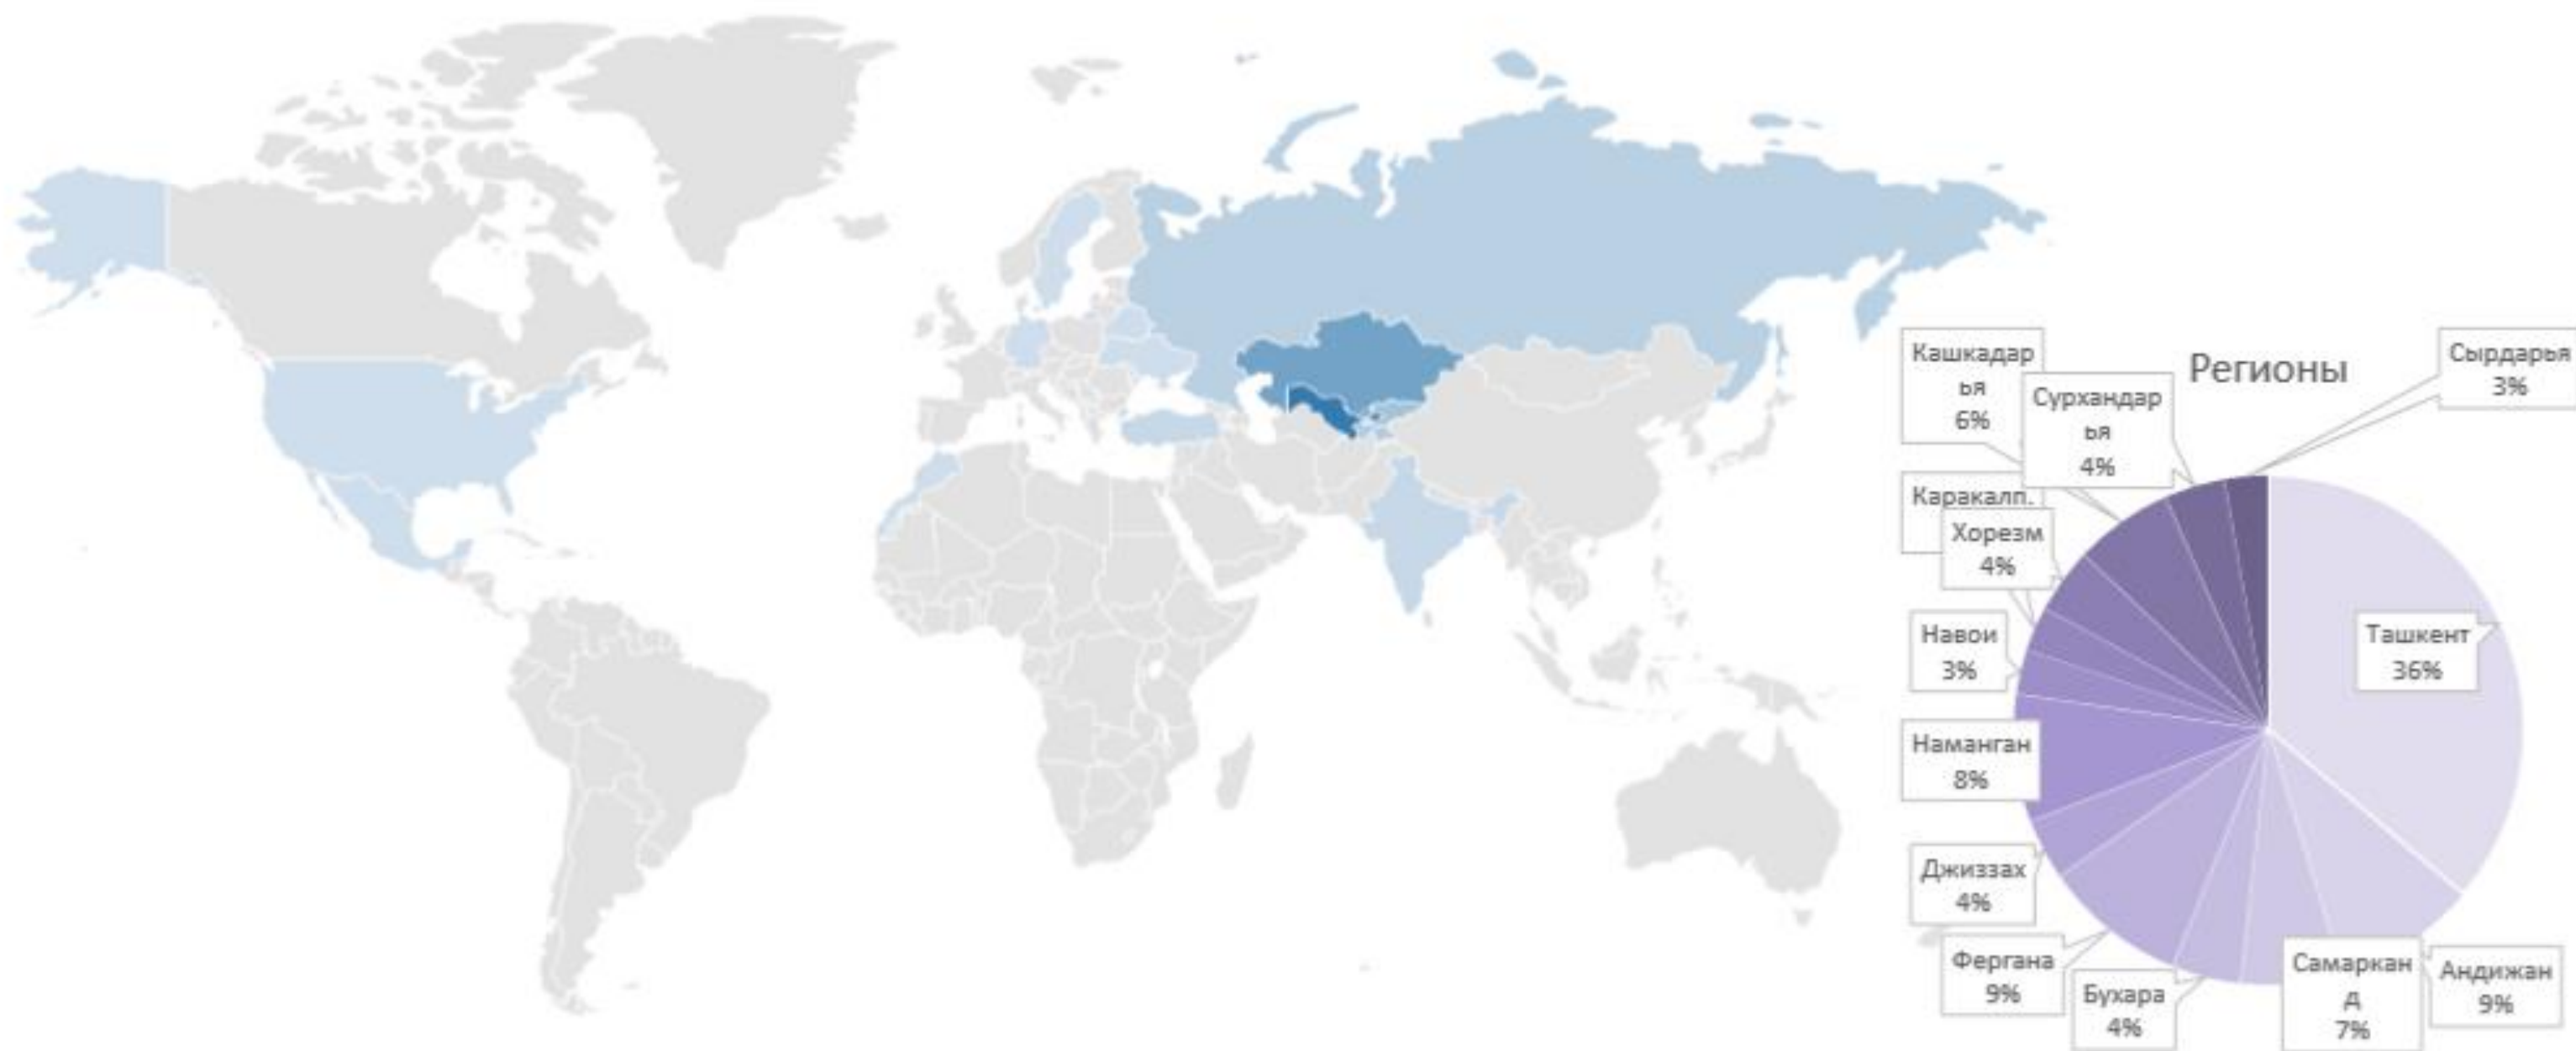 Регионы
Кашкадар
ья
6%
Сурхандар
ья
4%
Сырдарья
3%
Каракалп.
Хорезм
4%
Ташкент
36%
Навои
3%
Наманган
8%
Джиззах
4%
Фергана
9%
Бухара
4%
Самаркан
д
7%
Андижан
9%